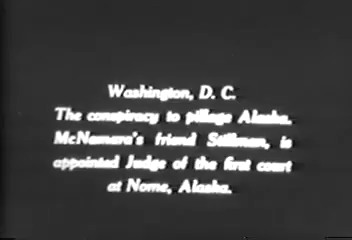 Washington, D. C.
The conspiracy to pillage Alaska.
McNamara's friend Stillman, is
appointed Judge of the first court
at Nome, Alaska.